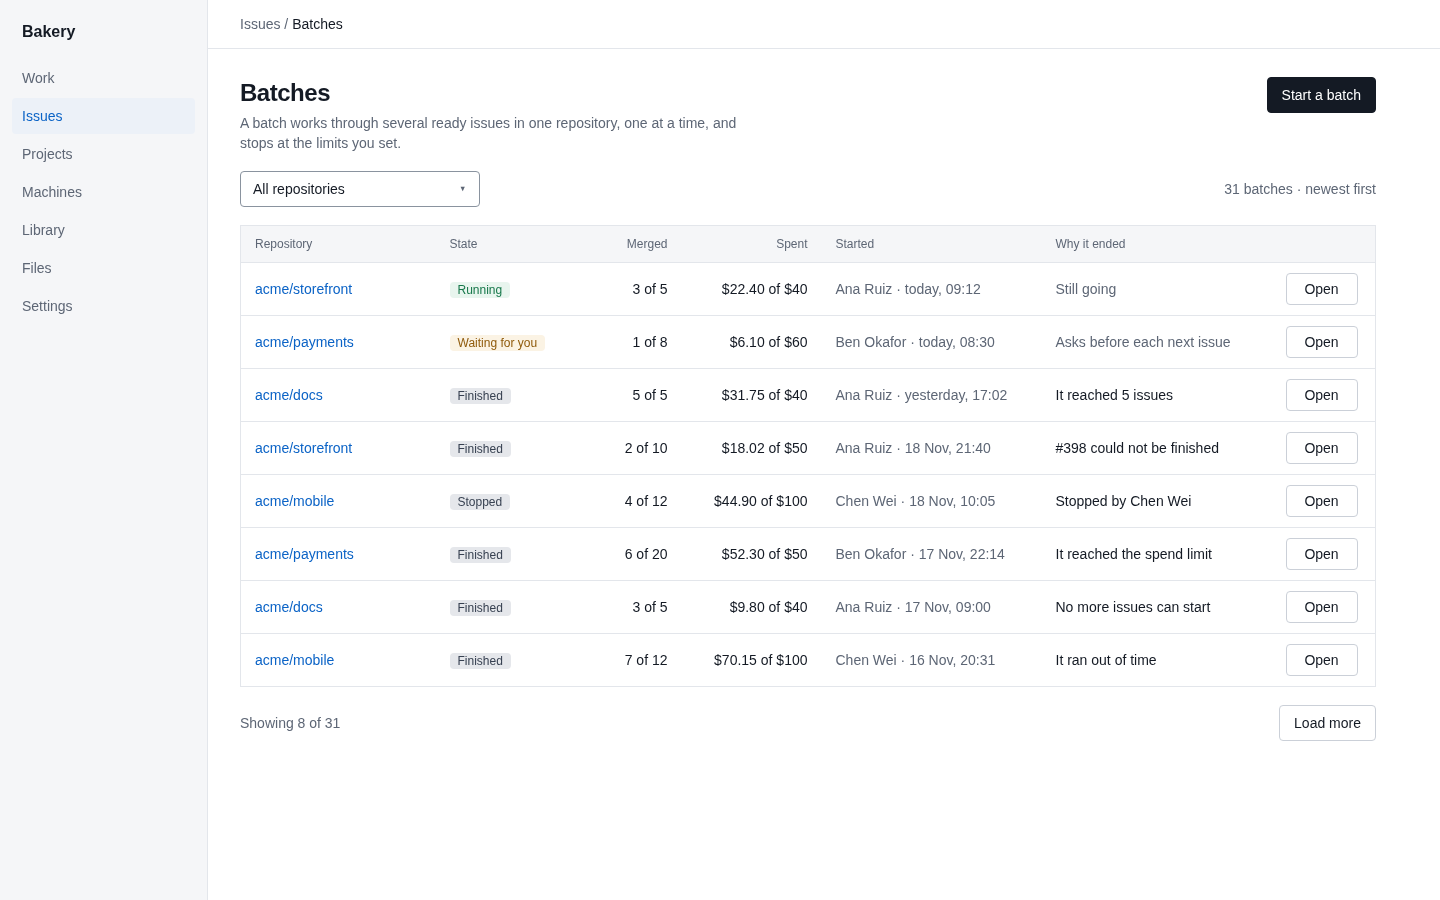 Bakery
Work
Issues
Projects
Machines
Library
Files
Settings
Issues / Batches
Batches
Start a batch
A batch works through several ready issues in one repository, one at a time, and
stops at the limits you set.
All repositories
31 batches · newest first
Repository State Merged Spent Started Why it ended
acme/storefront Running 3 of 5 $22.40 of $40 Ana Ruiz · today, 09:12 Still going Open
acme/payments Waiting for you 1 of 8 $6.10 of $60 Ben Okafor · today, 08:30 Asks before each next issue Open
acme/docs Finished 5 of 5 $31.75 of $40 Ana Ruiz · yesterday, 17:02 It reached 5 issues Open
acme/storefront Finished 2 of 10 $18.02 of $50 Ana Ruiz · 18 Nov, 21:40 #398 could not be finished Open
acme/mobile Stopped 4 of 12 $44.90 of $100 Chen Wei · 18 Nov, 10:05 Stopped by Chen Wei Open
acme/payments Finished 6 of 20 $52.30 of $50 Ben Okafor · 17 Nov, 22:14 It reached the spend limit Open
acme/docs Finished 3 of 5 $9.80 of $40 Ana Ruiz · 17 Nov, 09:00 No more issues can start Open
acme/mobile Finished 7 of 12 $70.15 of $100 Chen Wei · 16 Nov, 20:31 It ran out of time Open
Showing 8 of 31
Load more